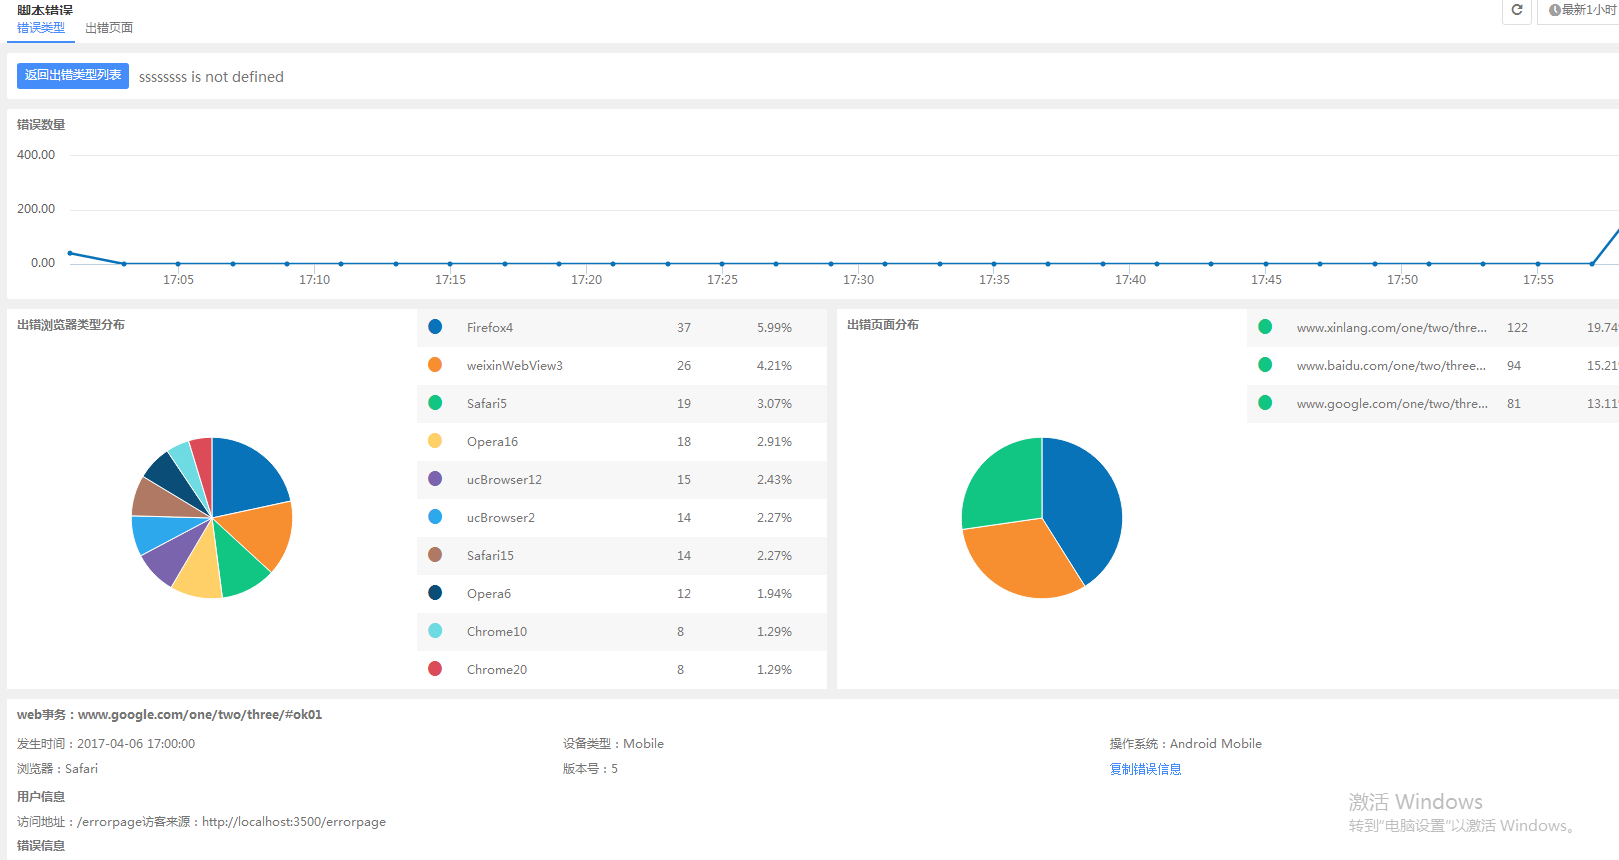 脚本错误
最新1小时
错误类型 出错页面
返回出错类型列表 ssssssss is not defined
错误数量
400.00
200.00
0.00
17:05 17:10 17:15 17:20 17:25 17:30 17:35 17:40 17:45 17:50 17:55
出错浏览器类型分布
Firefox4 37 5.99%
weixinWebView3 26 4.21%
Safari5 19 3.07%
Opera16 18 2.91%
ucBrowser12 15 2.43%
ucBrowser2 14 2.27%
Safari15 14 2.27%
Opera6 12 1.94%
Chrome10 8 1.29%
Chrome20 8 1.29%
出错页面分布
www.xinlang.com/one/two/thre... 122 19.74
www.baidu.com/one/two/three... 94 15.21
www.google.com/one/two/thre... 81 13.11
web事务：www.google.com/one/two/three/#ok01
发生时间：2017-04-06 17:00:00 设备类型：Mobile 操作系统：Android Mobile
浏览器：Safari 版本号：5 复制错误信息
用户信息
访问地址：/errorpage访客来源：http://localhost:3500/errorpage
错误信息
激活 Windows
转到"电脑设置"以激活 Windows。